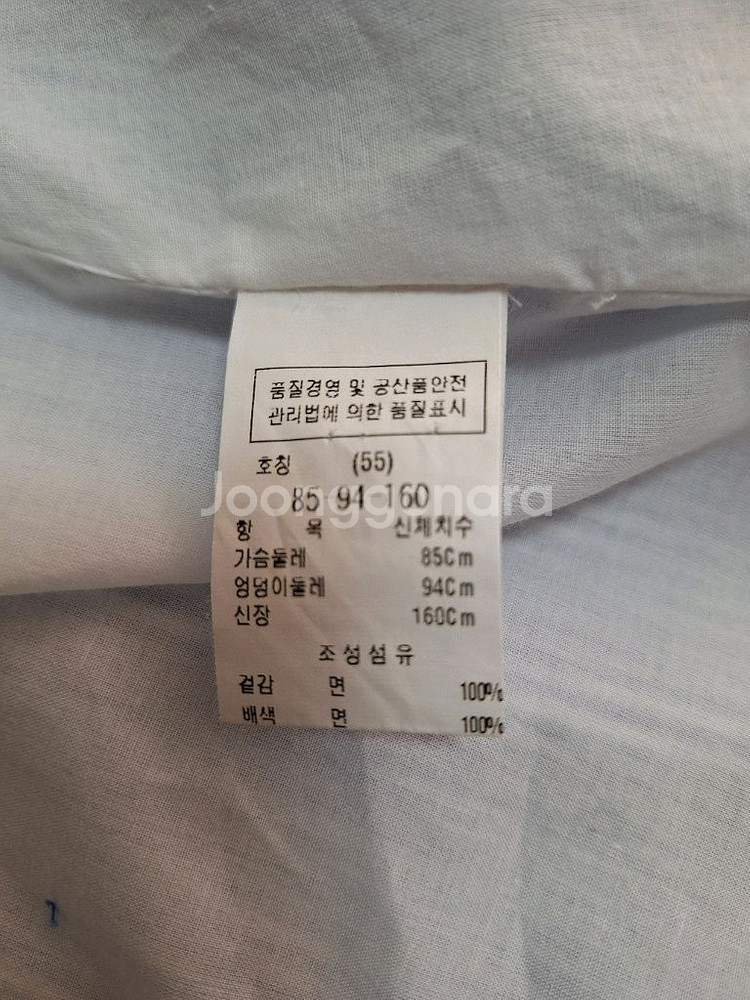 품질경영 및 공산품안전
관리법에 의한 품질표시
호칭 (55)
85 94 160
Joonggonara
항 목 신체치수
가슴둘레 85Cm
엉덩이둘레 94Cm
신장 160Cm
조성섬유
겉감 면 100%
배색 면 100%